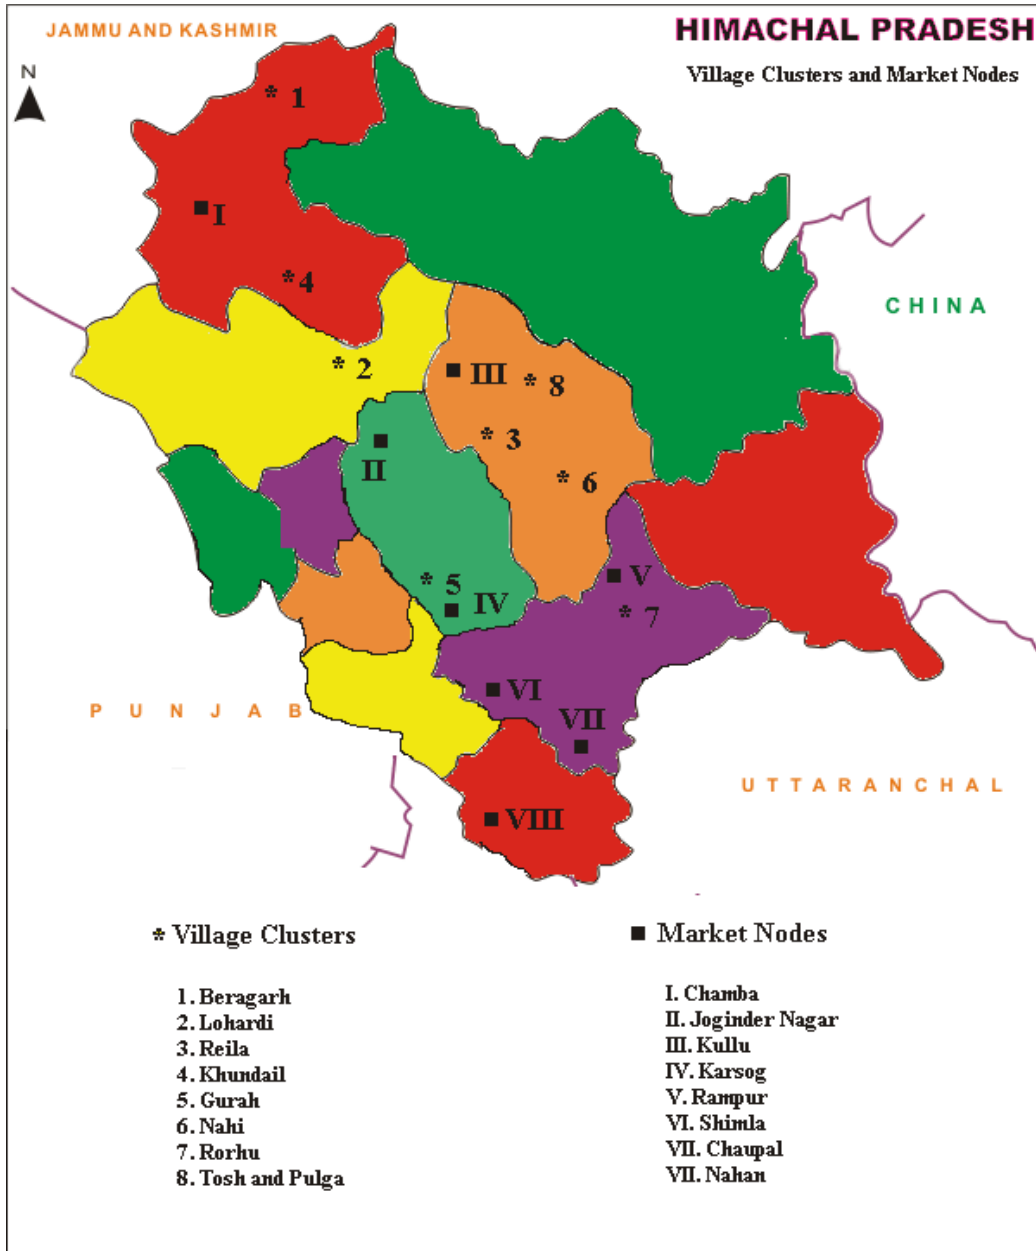 JAMMU AND KASHMIR
HIMACHAL PRADESH
Village Clusters and Market Nodes
N
* 1
I
*4
CHINA
* 2
III
* 8
* 3
II
* 6
* 5
V
IV
* 7
PUNJAB
VI
VII
UTTARANCHAL
VIII
* Village Clusters
1. Beragarh
2. Lohardi
3. Reila
4. Khundail
5. Gurah
6. Nahi
7. Rorhu
8. Tosh and Pulga
■ Market Nodes
I. Chamba
II. Joginder Nagar
III. Kullu
IV. Karsog
V. Rampur
VI. Shimla
VII. Chaupal
VII. Nahan